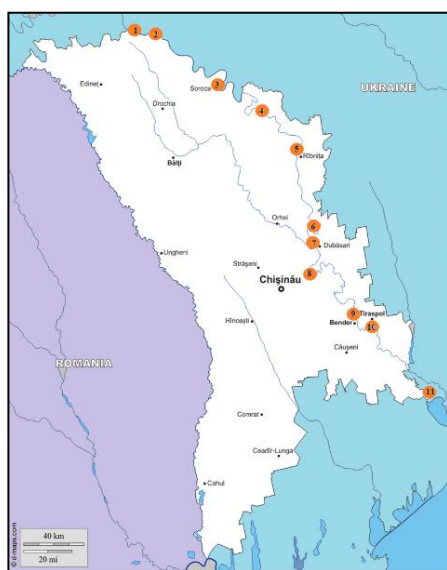 1
2
UKRAINE
Edineț
Soroca
3
Drochia
4
5
Rîbnița
Bălți
Orhei
6
7
Dubăsari
Ungheni
Strășeni
8
Chișinău
9
Tiraspol
Hîncești
Bender
10
Căușeni
ROMANIA
11
Comrat
Ceadîr-Lunga
Cahul
40 km
20 mi
© d-maps.com